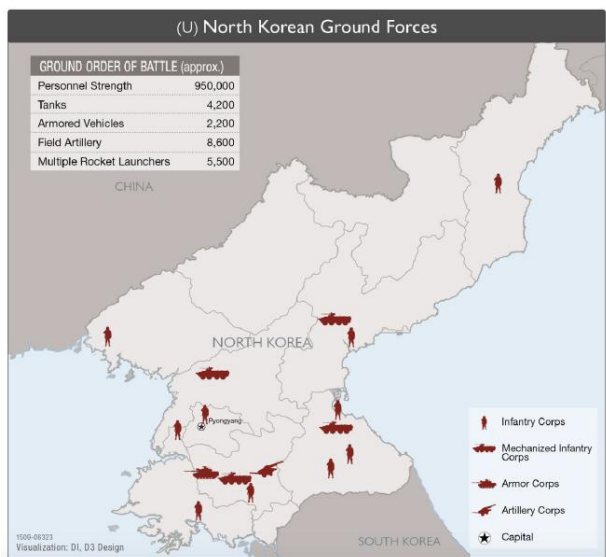 (U) North Korean Ground Forces
GROUND ORDER OF BATTLE (approx.)
Personnel Strength 950,000
Tanks 4,200
Armored Vehicles 2,200
Field Artillery 8,600
Multiple Rocket Launchers 5,500
CHINA
NORTH KOREA
Pyongyang
Infantry Corps
Mechanized Infantry
Corps
Armor Corps
Artillery Corps
Capital
SOUTH KOREA
1509-06323
Visualization: DI, D3 Design